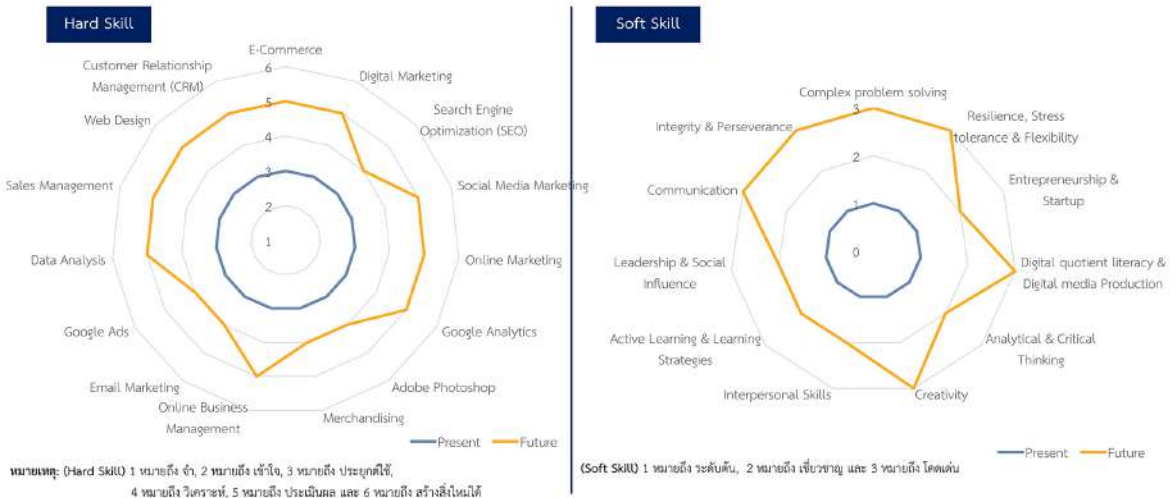 Hard Skill
E-Commerce
Digital Marketing
Search Engine
Optimization (SEO)
Social Media Marketing
Online Marketing
Google Analytics
Adobe Photoshop
Merchandising
Online Business
Management
Email Marketing
Google Ads
Data Analysis
Sales Management
Web Design
Customer Relationship
Management (CRM)
6
5
4
3
2
1
Present
Future
หมายเหตุ: (Hard Skill) 1 หมายถึง จำ, 2 หมายถึง เข้าใจ, 3 หมายถึง ประยุกต์ใช้,
4 หมายถึง วิเคราะห์, 5 หมายถึง ประเมินผล และ 6 หมายถึง สร้างสิ่งใหม่ได้
Soft Skill
Complex problem solving
Resilience, Stress
tolerance & Flexibility
Entrepreneurship &
Startup
Digital quotient literacy &
Digital media Production
Analytical & Critical
Thinking
Creativity
Interpersonal Skills
Active Learning & Learning
Strategies
Leadership & Social
Influence
Communication
Integrity & Perseverance
3
2
1
0
Present
Future
(Soft Skill) 1 หมายถึง ระดับต้น, 2 หมายถึง เชี่ยวชาญ และ 3 หมายถึง โดดเด่น